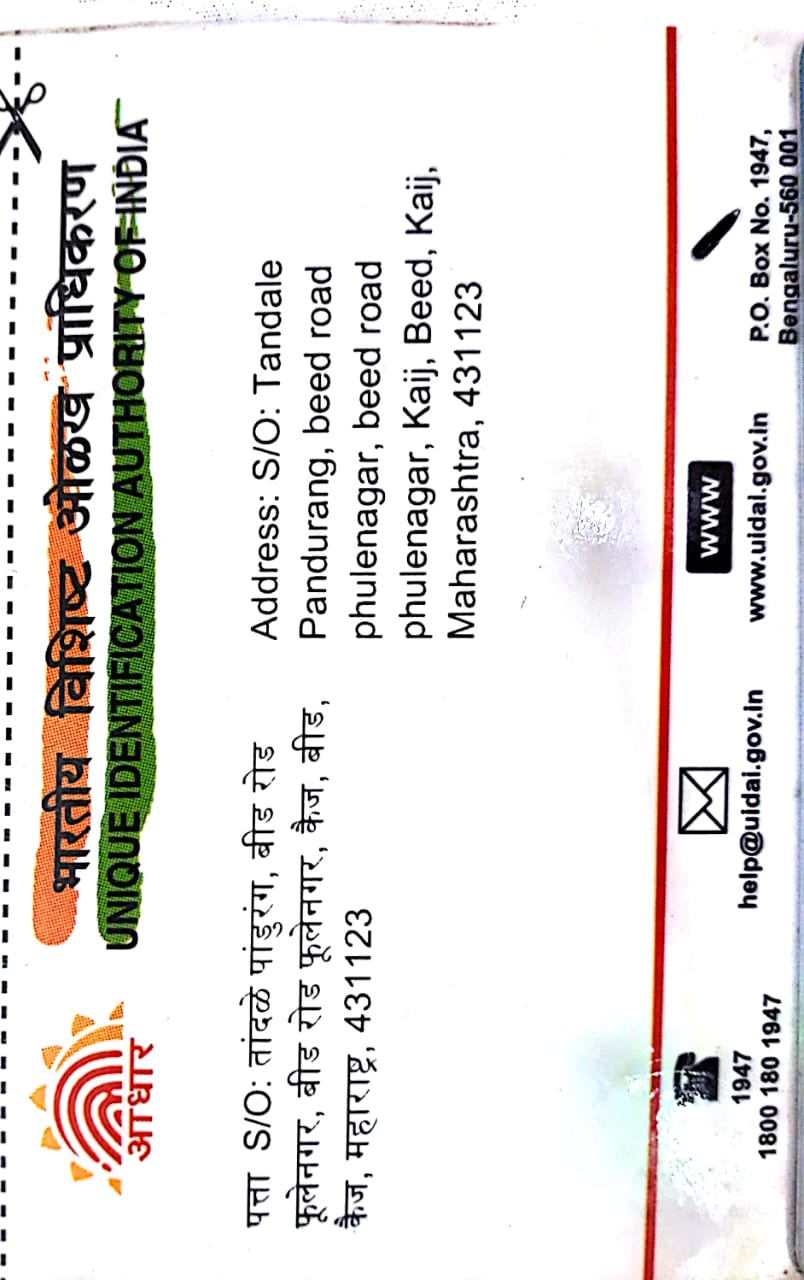 भारतीय विशिष्ट ओळख प्राधिकरण
UNIQUE IDENTIFICATION AUTHORITY OF INDIA
आधार
पत्ता S/O: तांदळे पांडुरंग, बीड रोड
फूलेनगर, बीड रोड फूलेनगर, कैज, बीड,
कैज, महाराष्ट्र, 431123
Address: S/O: Tandale
Pandurang, beed road
phulenagar, beed road
phulenagar, Kaij, Beed, Kaij,
Maharashtra, 431123
1947
1800 180 1947
help@uidai.gov.in
www
www.uidai.gov.in
P.O. Box No. 1947,
Bengaluru-560 001